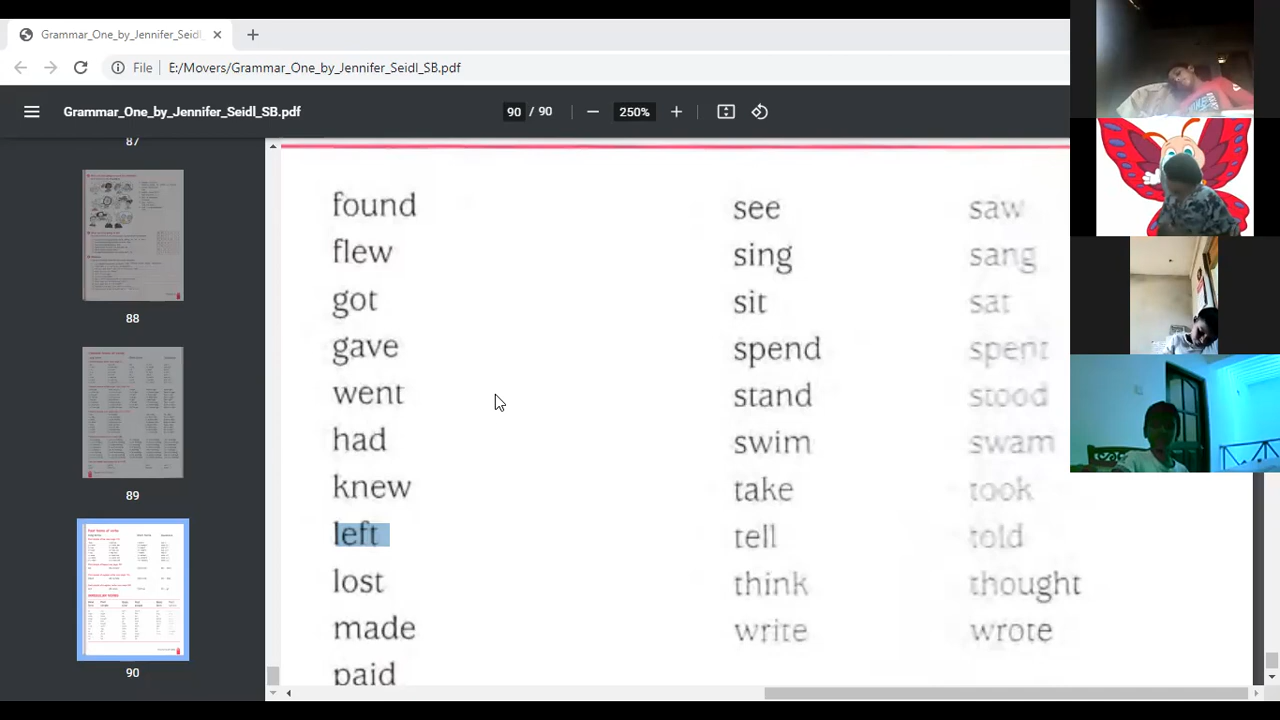 Grammar_One_by_Jennifer_Seidl
File E:/Movers/Grammar_One_by_Jennifer_Seidl_SB.pdf
Grammar_One_by_Jennifer_Seidl_SB.pdf 90 / 90 250%
87
88
89
90
found see saw
flew sing sang
got sit sat
gave spend spent
went stand stood
had swim swam
knew take took
left tell told
lost think thought
made write wrote
paid